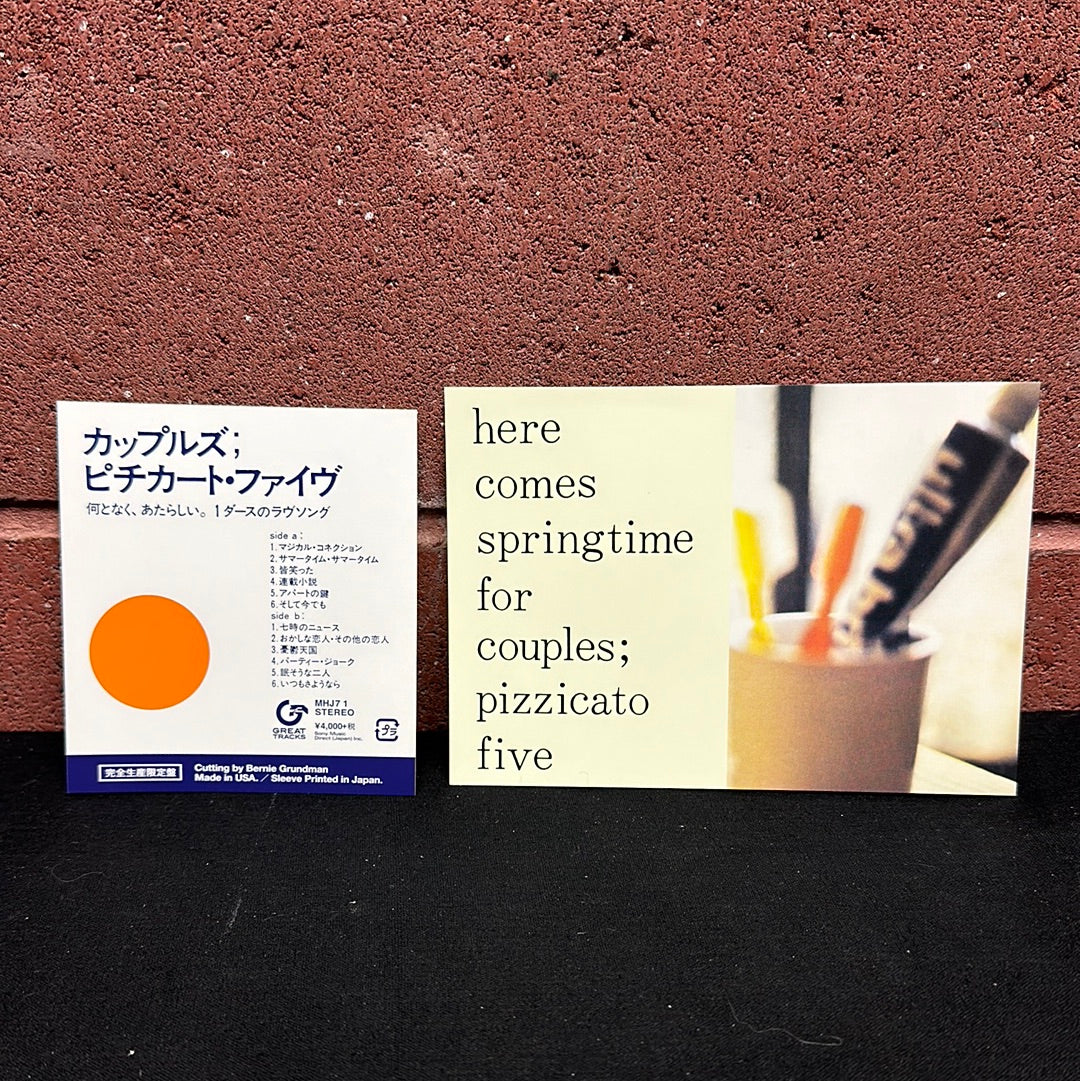 カップルズ;
ピチカート・ファイヴ
何となく、あたらしい。1ダースのラヴソング
side a:
1.マジカル・コネクション
2.サマータイム・サマータイム
3.皆笑った
4.連載小説
5.アパートの鍵
6.そして今でも
side b:
1.七時のニュース
2.おかしな恋人・その他の恋人
3.憂鬱天国
4.パーティー・ジョーク
5.眠そうな二人
6.いつもさようなら
GREAT
TRACKS
MHJ7 1
STEREO
¥4,000+税
Sony Music
Direct (Japan) Inc.
プラ
完全生産限定盤
Cutting by Bernie Grundman
Made in USA. / Sleeve Printed in Japan.
here
comes
springtime
for
couples;
pizzicato
five